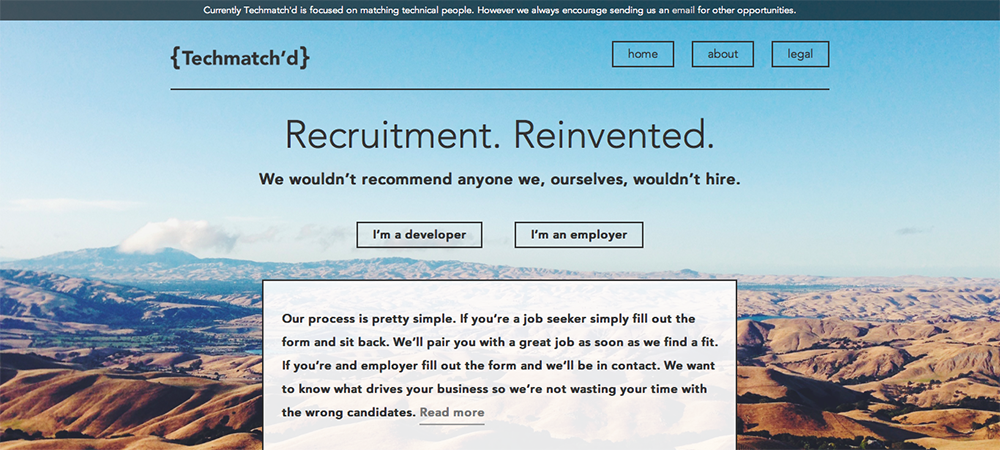 Currently Techmatch'd is focused on matching technical people. However we always encourage sending us an email for other opportunities.
{Techmatch’d}
home
about
legal
Recruitment. Reinvented.
We wouldn’t recommend anyone we, ourselves, wouldn’t hire.
I’m a developer
I’m an employer
Our process is pretty simple. If you’re a job seeker simply fill out the
form and sit back. We’ll pair you with a great job as soon as we find a fit.
If you’re and employer fill out the form and we’ll be in contact. We want
to know what drives your business so we’re not wasting your time with
the wrong candidates. Read more